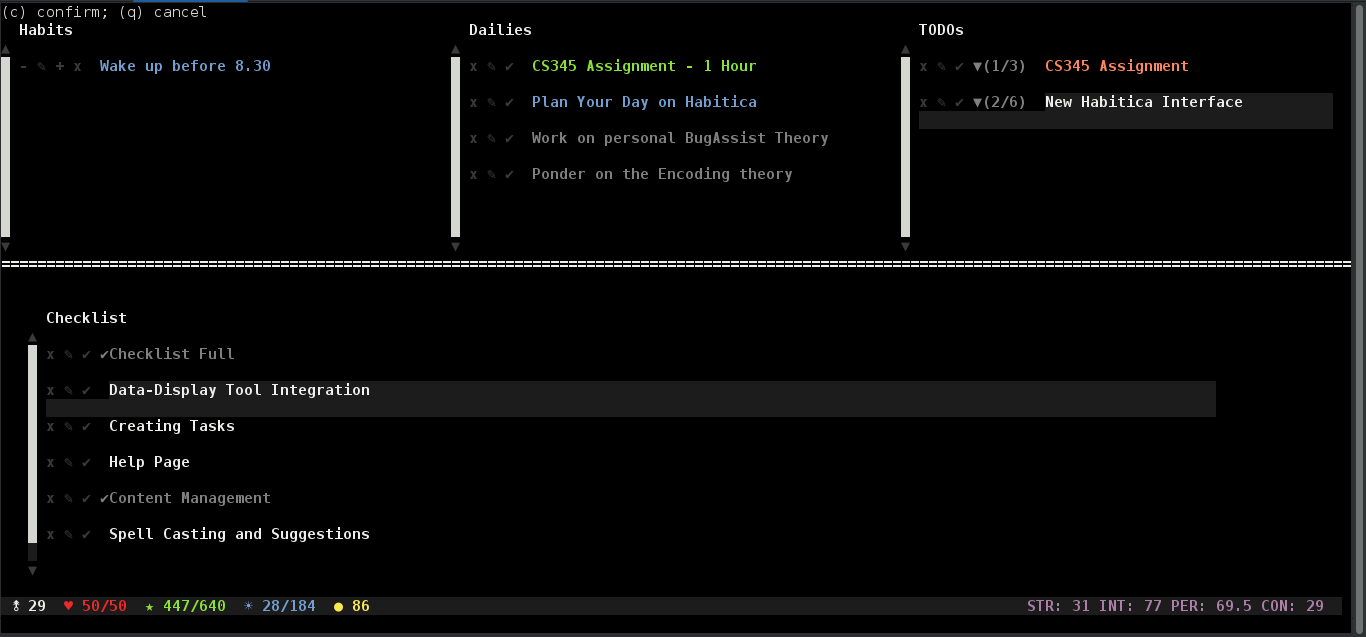 (c) confirm; (q) cancel
Habits
- ✎ + x Wake up before 8.30
Dailies
x ✎ ✔ CS345 Assignment - 1 Hour
x ✎ ✔ Plan Your Day on Habitica
x ✎ ✔ Work on personal BugAssist Theory
x ✎ ✔ Ponder on the Encoding theory
TODOs
x ✎ ✔ ▼(1/3) CS345 Assignment
x ✎ ✔ ▼(2/6) New Habitica Interface
Checklist
x ✎ ✔ ✔Checklist Full
x ✎ ✔ Data-Display Tool Integration
x ✎ ✔ Creating Tasks
x ✎ ✔ Help Page
x ✎ ✔ ✔Content Management
x ✎ ✔ Spell Casting and Suggestions
29 ♥ 50/50 ★ 447/640 ☀ 28/184 ● 86 STR: 31 INT: 77 PER: 69.5 CON: 29